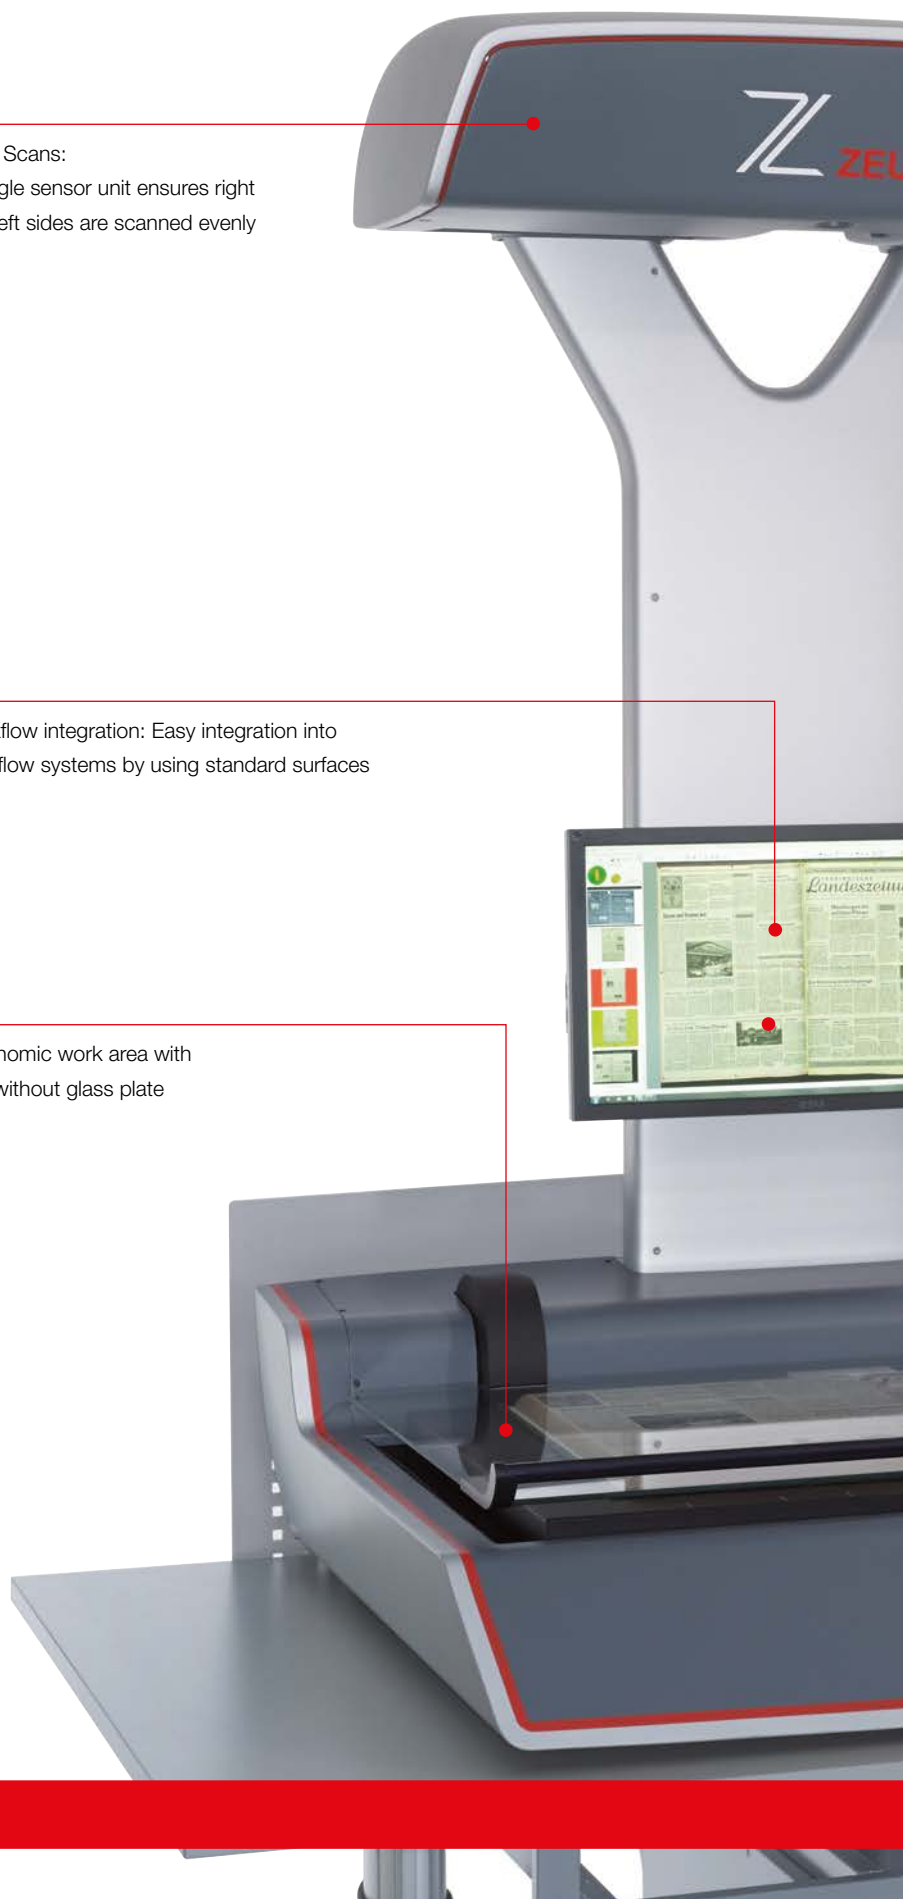 ZEU
Scans:
gle sensor unit ensures right
eft sides are scanned evenly
flow integration: Easy integration into
flow systems by using standard surfaces
Landeszeitu
nomic work area with
without glass plate